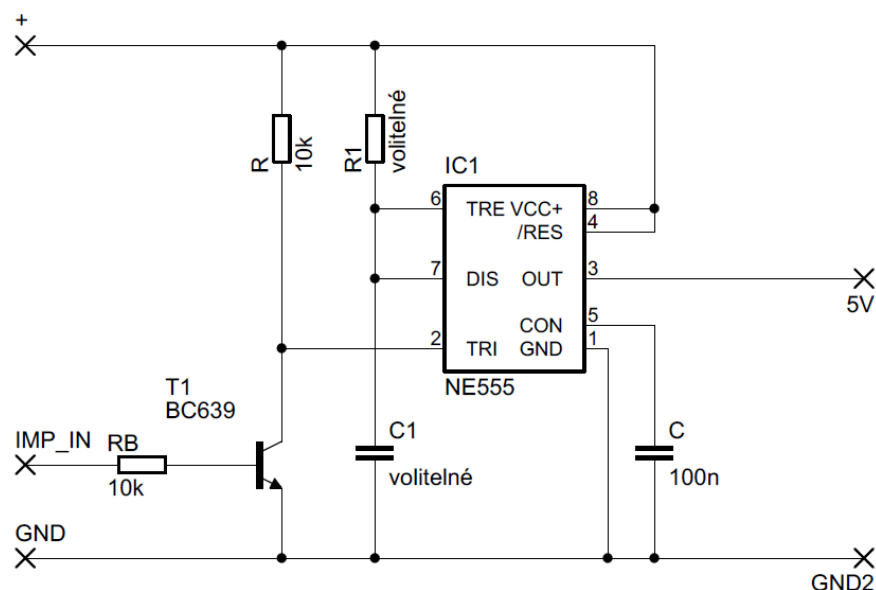 +
R
10k
R1
volitelné
IC1
6
TRE
VCC+
8
/RES
4
7
DIS
OUT
3
5V
CON
5
2
TRI
GND
1
NE555
T1
BC639
IMP_IN
RB
10k
C1
volitelné
C
100n
GND
GND2